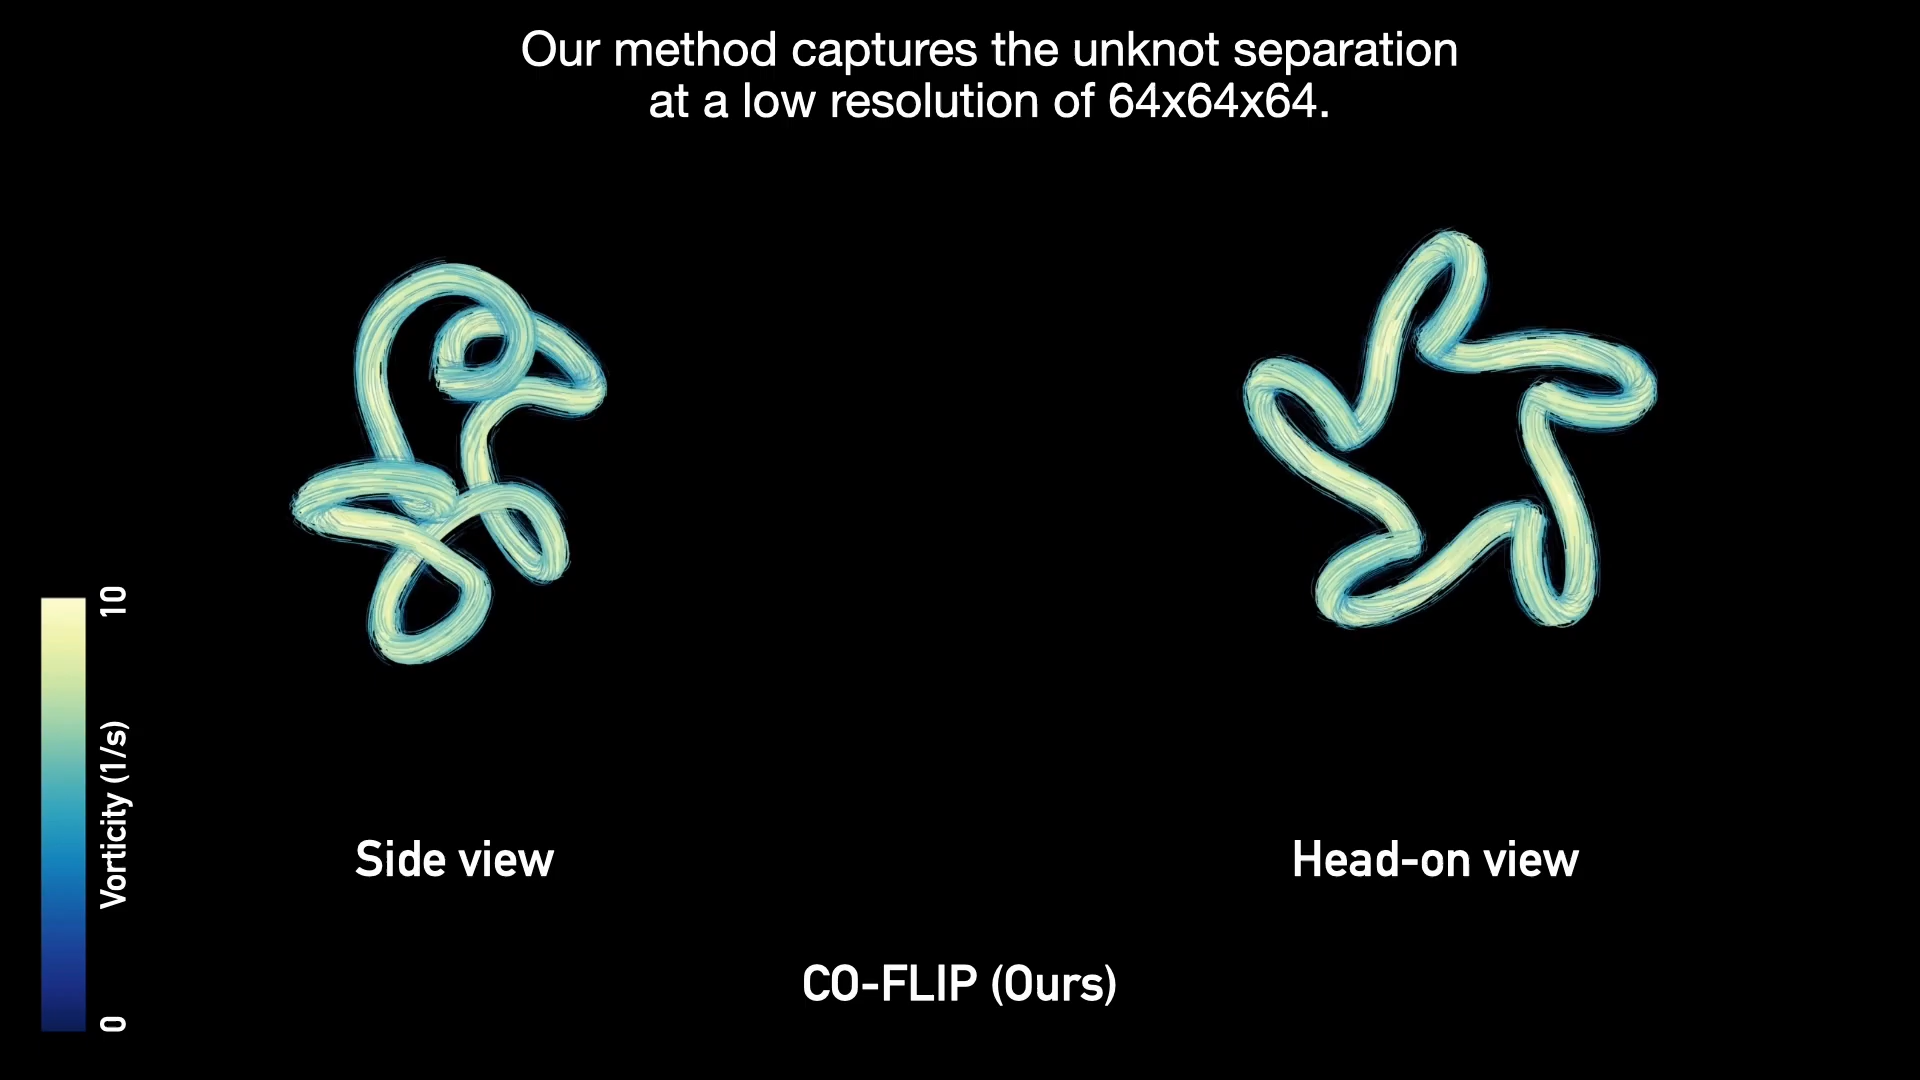 Our method captures the unknot separation
at a low resolution of 64x64x64.
10
Vorticity (1/s)
0
Side view
Head-on view
CO-FLIP (Ours)